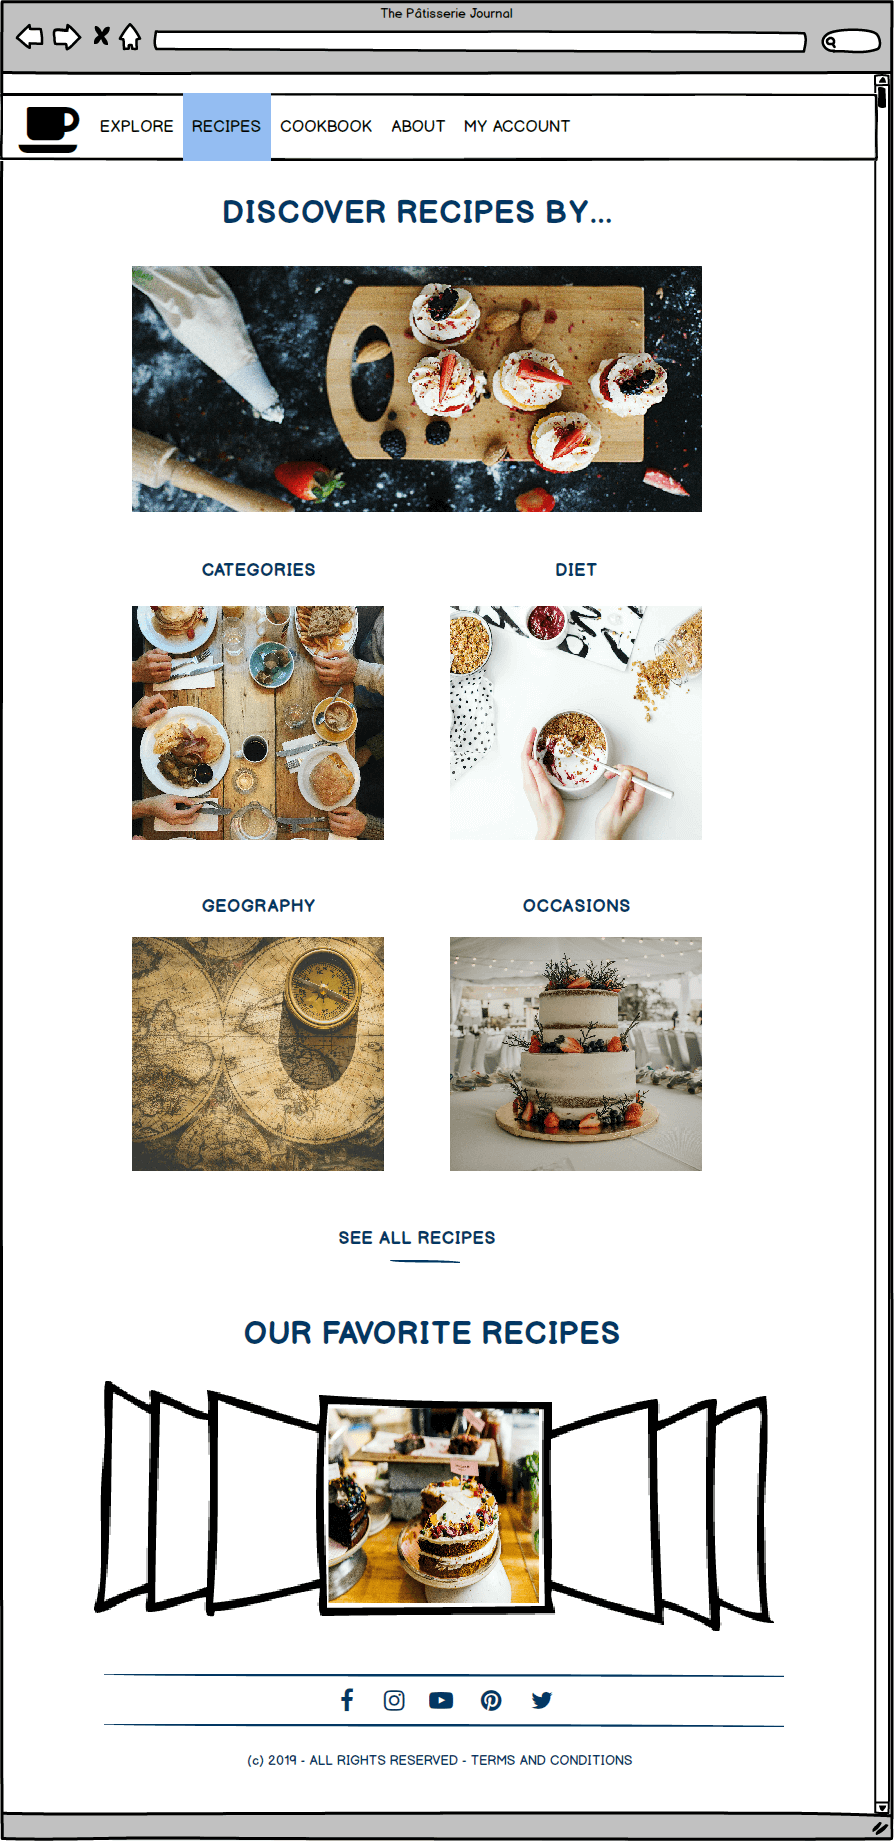 The Pâtisserie Journal
EXPLORE RECIPES COOKBOOK ABOUT MY ACCOUNT
DISCOVER RECIPES BY...
CATEGORIES DIET
GEOGRAPHY OCCASIONS
SEE ALL RECIPES
OUR FAVORITE RECIPES
(c) 2019 - ALL RIGHTS RESERVED - TERMS AND CONDITIONS